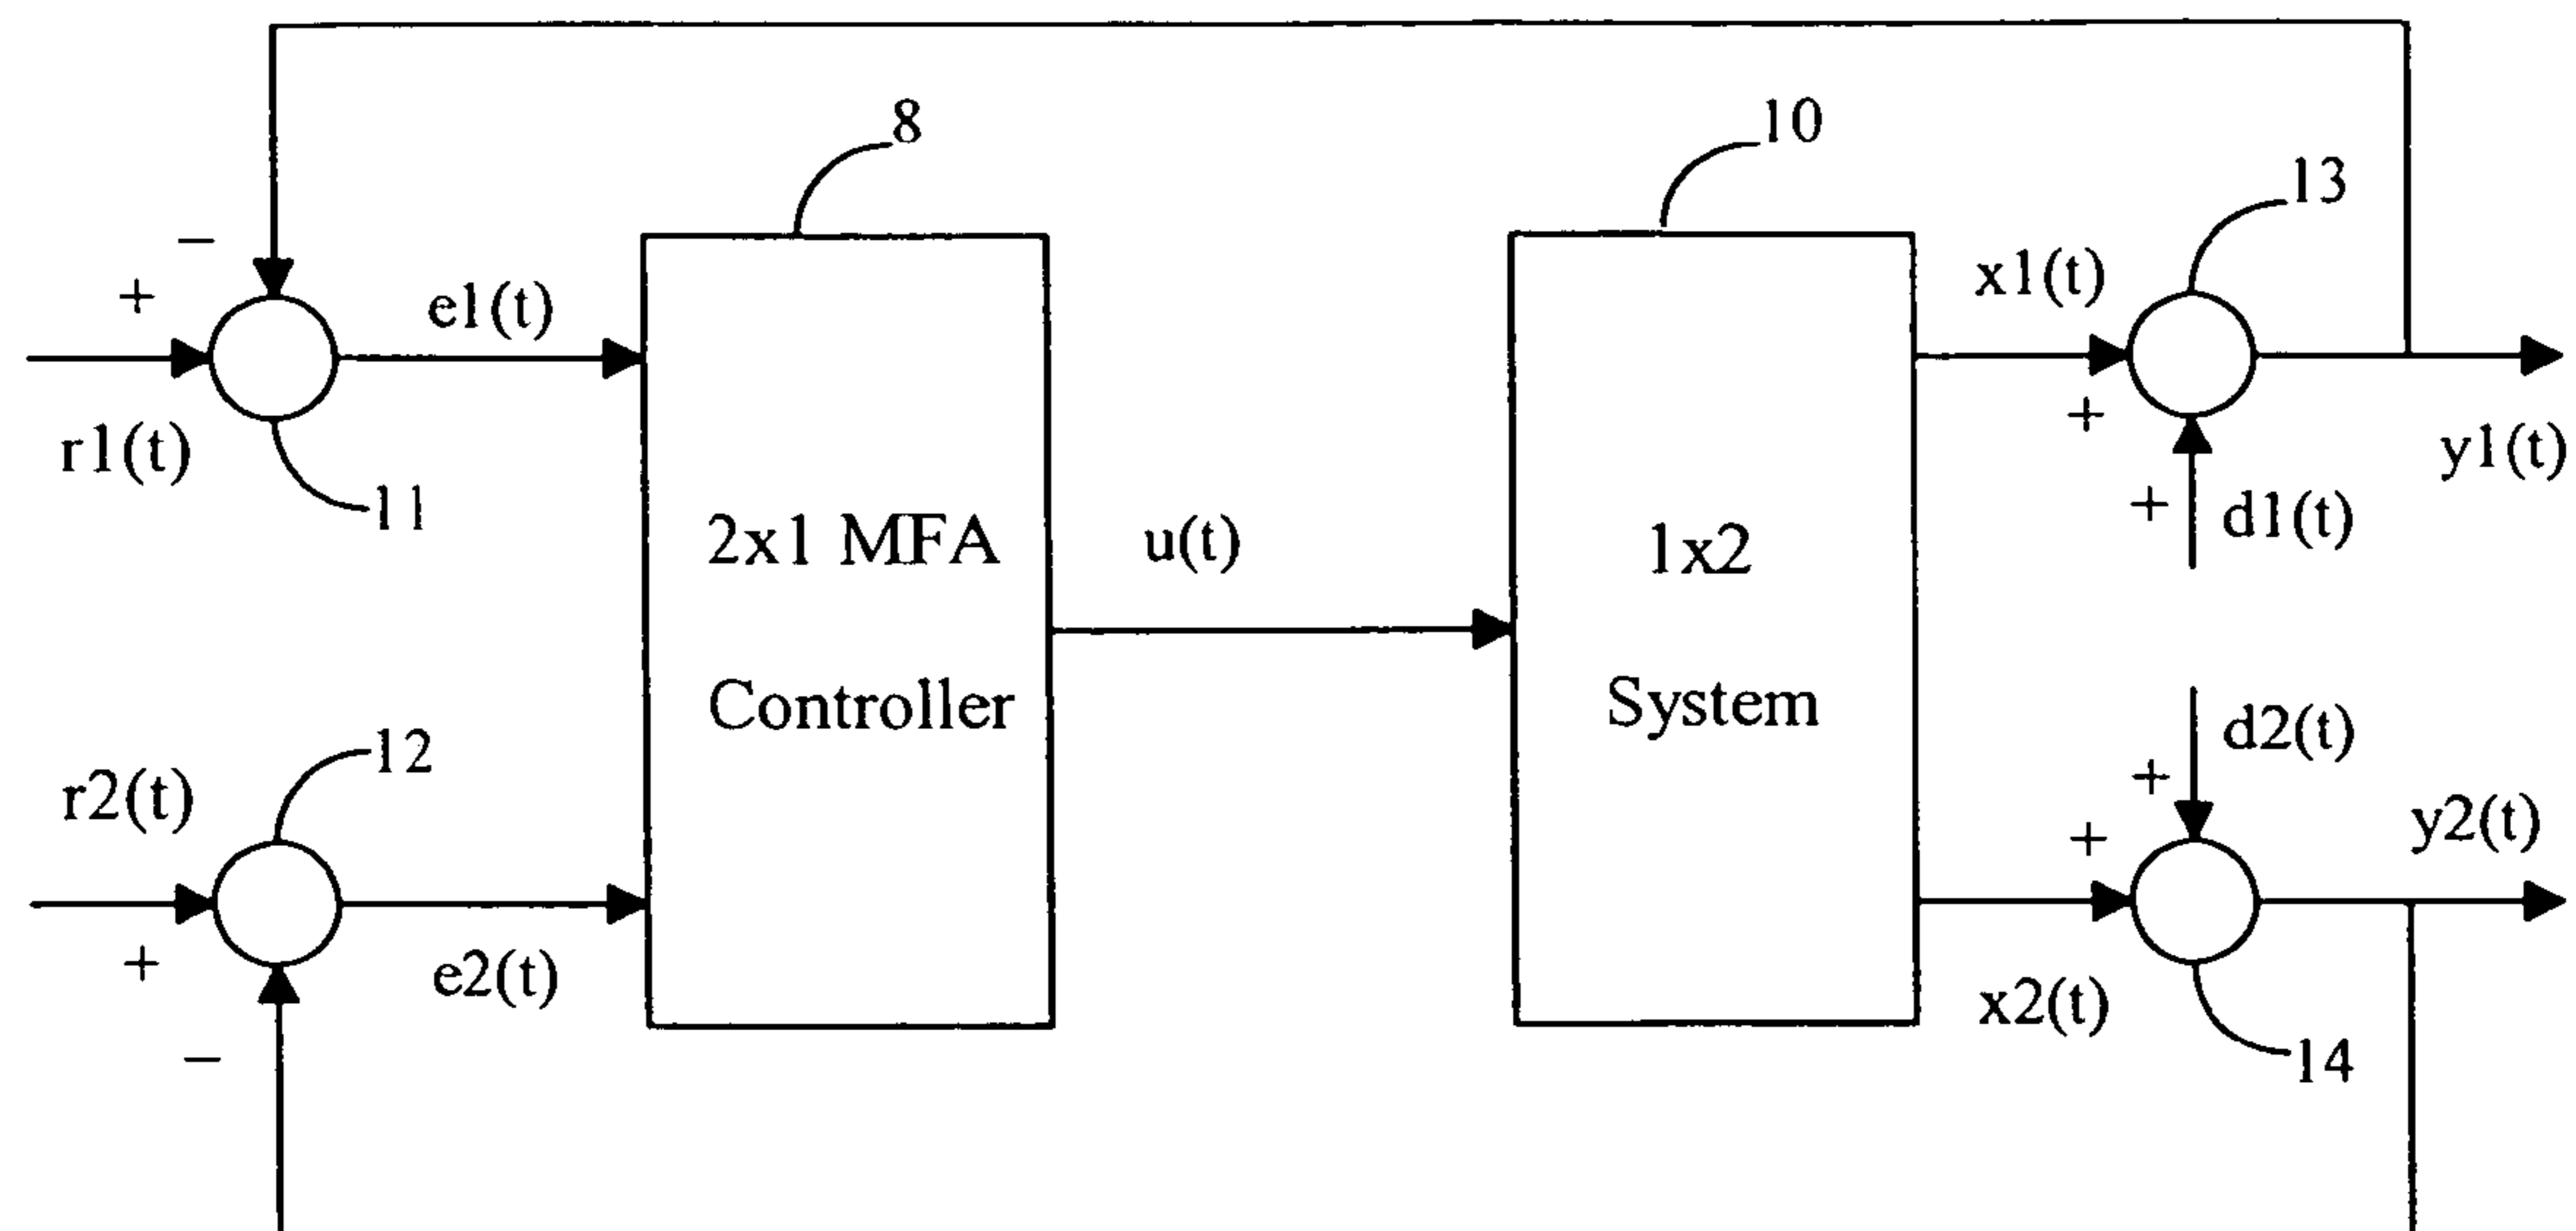 8
10
13
−
+
e1(t)
x1(t)
+
r1(t)
11
y1(t)
+
d1(t)
2x1 MFA
Controller
u(t)
1x2
System
12
r2(t)
d2(t)
+
+
y2(t)
+
e2(t)
x2(t)
−
14